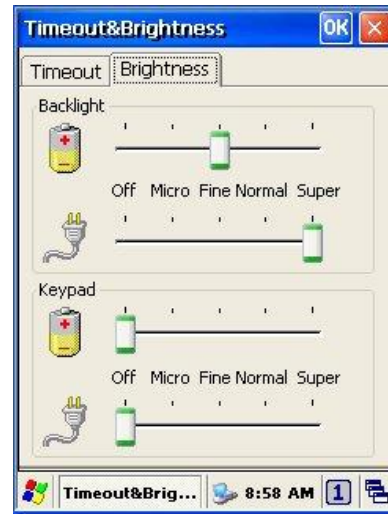 Timeout&Brightness OK
Timeout Brightness
Backlight
Off Micro Fine Normal Super
Keypad
Off Micro Fine Normal Super
Timeout&Brig... 8:58 AM 1